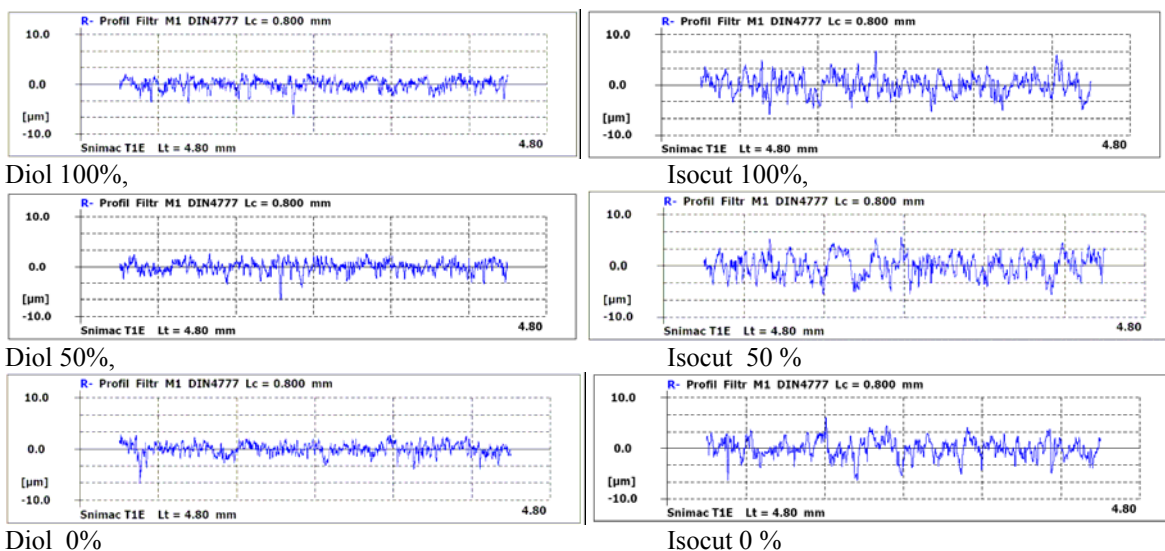 R- Profil Filtr M1 DIN4777 Lc = 0.800 mm
10.0
0.0
[µm]
-10.0
4.80
Snimac T1E Lt = 4.80 mm
Diol 100%,
R- Profil Filtr M1 DIN4777 Lc = 0.800 mm
10.0
0.0
[µm]
-10.0
4.80
Snimac T1E Lt = 4.80 mm
Isocut 100%,
R- Profil Filtr M1 DIN4777 Lc = 0.800 mm
10.0
0.0
[µm]
-10.0
4.80
Snimac T1E Lt = 4.80 mm
Diol 50%,
R- Profil Filtr M1 DIN4777 Lc = 0.800 mm
10.0
0.0
[µm]
-10.0
4.80
Snimac T1E Lt = 4.80 mm
Isocut 50 %
R- Profil Filtr M1 DIN4777 Lc = 0.800 mm
10.0
0.0
[µm]
-10.0
4.80
Snimac T1E Lt = 4.80 mm
Diol 0%
R- Profil Filtr M1 DIN4777 Lc = 0.800 mm
10.0
0.0
[µm]
-10.0
4.80
Snimac T1E Lt = 4.80 mm
Isocut 0 %